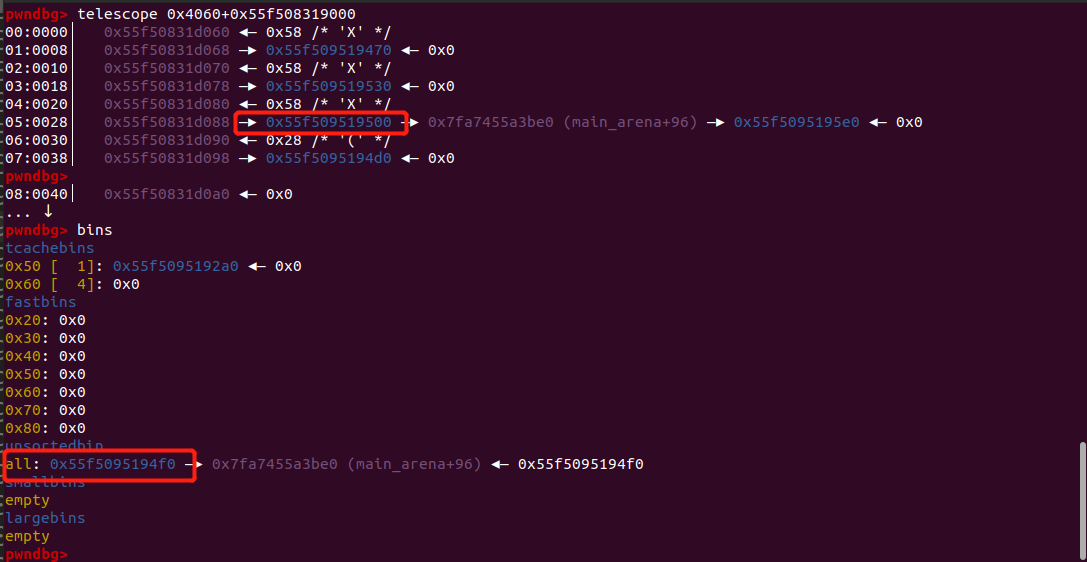 pwndbg> telescope 0x4060+0x55f508319000
00:0000│ 0x55f50831d060 ◂— 0x58 /* 'X' */
01:0008│ 0x55f50831d068 —▸ 0x55f509519470 ◂— 0x0
02:0010│ 0x55f50831d070 ◂— 0x58 /* 'X' */
03:0018│ 0x55f50831d078 —▸ 0x55f509519530 ◂— 0x0
04:0020│ 0x55f50831d080 ◂— 0x58 /* 'X' */
05:0028│ 0x55f50831d088 —▸ 0x55f509519500 —▸ 0x7fa7455a3be0 (main_arena+96) —▸ 0x55f5095195e0 ◂— 0x0
06:0030│ 0x55f50831d090 ◂— 0x28 /* '(' */
07:0038│ 0x55f50831d098 —▸ 0x55f5095194d0 ◂— 0x0
pwndbg>
08:0040│ 0x55f50831d0a0 ◂— 0x0
... ↓
pwndbg> bins
tcachebins
0x50 [  1]: 0x55f5095192a0 ◂— 0x0
0x60 [  4]: 0x0
fastbins
0x20: 0x0
0x30: 0x0
0x40: 0x0
0x50: 0x0
0x60: 0x0
0x70: 0x0
0x80: 0x0
unsortedbin
all: 0x55f5095194f0 —▸ 0x7fa7455a3be0 (main_arena+96) ◂— 0x55f5095194f0
smallbins
empty
largebins
empty
pwndbg>